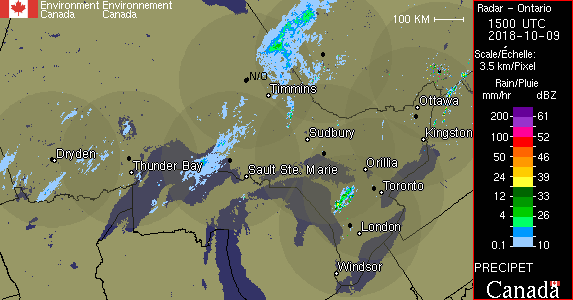 Environment Environnement
Canada Canada
100 KM
N/O
Timmins
Ottawa
Sudbury
Kingston
Dryden
Thunder Bay
Sault Ste. Marie
Orillia
Toronto
London
Windsor
Radar - Ontario
1500 UTC
2018-10-09
Scale/Échelle:
3.5 km/Pixel
Rain/Pluie
mm/hr dBZ
200 61
100 52
50 46
24 39
12 33
4 26
1 18
0.1 10
PRECIPET
Canada